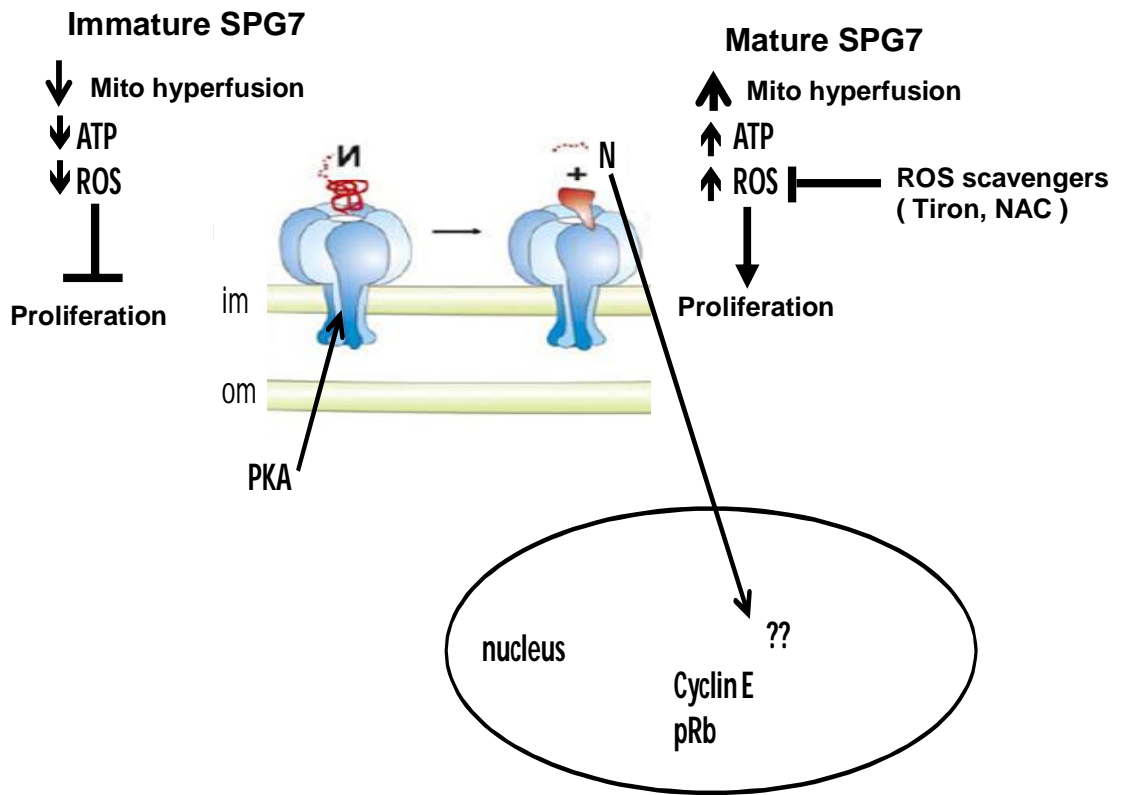 Immature SPG7
Mito hyperfusion
ATP
ROS
Proliferation
N
+
N
im
om
PKA
Mature SPG7
Mito hyperfusion
ATP
ROS
ROS scavengers
( Tiron, NAC )
Proliferation
nucleus
??
Cyclin E
pRb